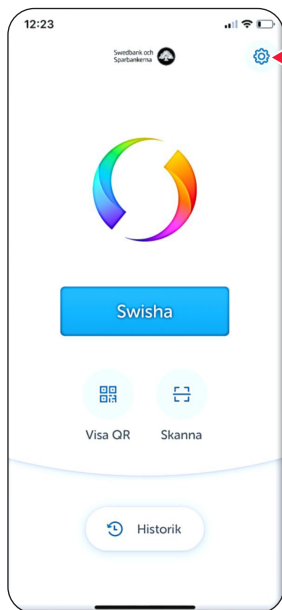 12:23
Swedbank och
Sparbankerna
Swisha
Visa QR
Skanna
Historik